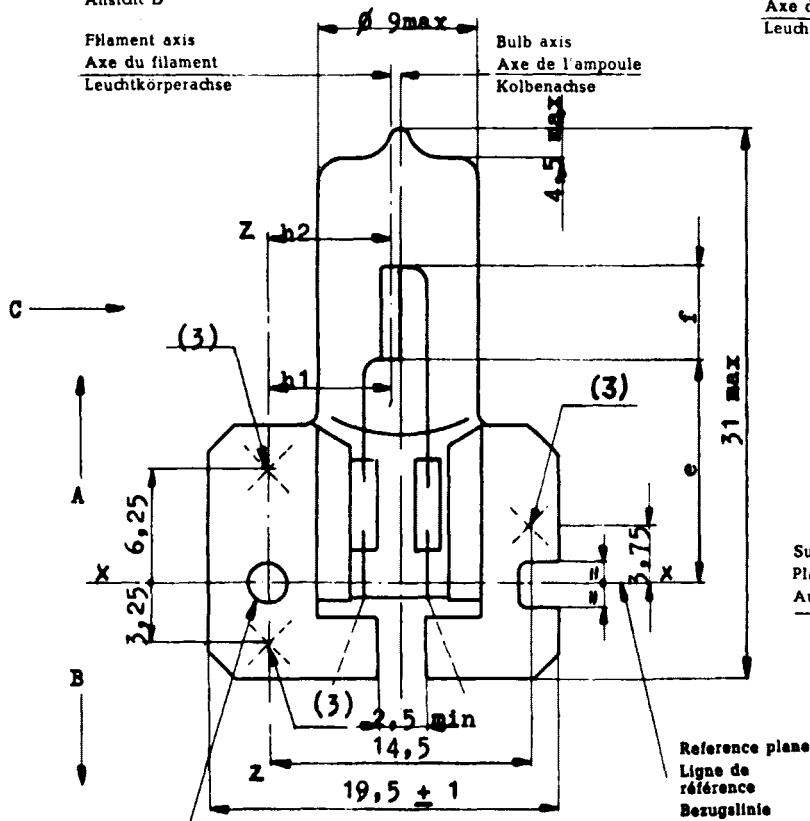 Ansicht B
Filament axis
Axe du filament
Leuchtkörperachse
Ø 9max
Bulb axis
Axe de l'ampoule
Kolbenachse
Axe d
Leucht
4,5 max
Z
h2
C
(3)
f
31 max
h1
(3)
e
A
6,25
3,75
X
=
=
x
3,25
Su
Pla
Au
B
(3)
2,5 min
14,5
z
19,5 ± 1
Reference plane
Ligne de
référence
Bezugslinie